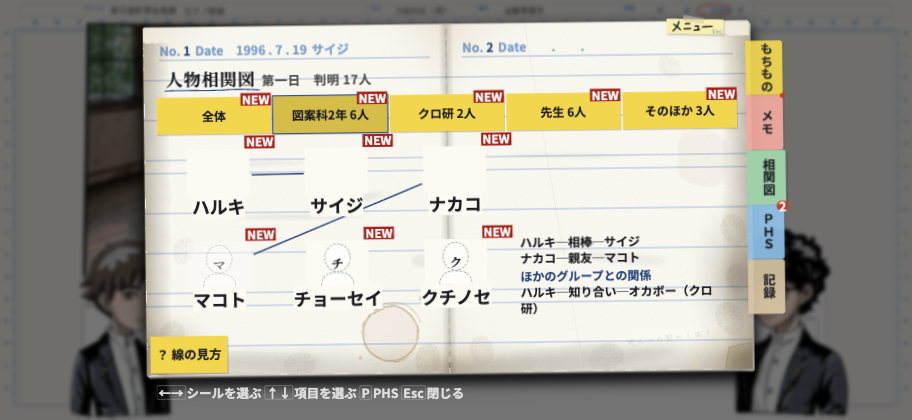 メニュー Esc
No. 1 Date 1996.7.19 サイジ
No. 2 Date . .
人物相関図 第一日 判明 17人
NEW NEW NEW NEW NEW
全体 図案科2年 6人 クロ研 2人 先生 6人 そのほか 3人
NEW NEW NEW
ハルキ サイジ ナカコ
NEW NEW NEW
マ チ ク
マコト チョーセイ クチノセ
ハルキ─相棒─サイジ
ナカコ─親友─マコト
ほかのグループとの関係
ハルキ─知り合い─オカボー（クロ
研）
? 線の見方
もちもの
メモ
相関図
2
PHS
記録
←→ シールを選ぶ ↑↓ 項目を選ぶ P PHS Esc 閉じる